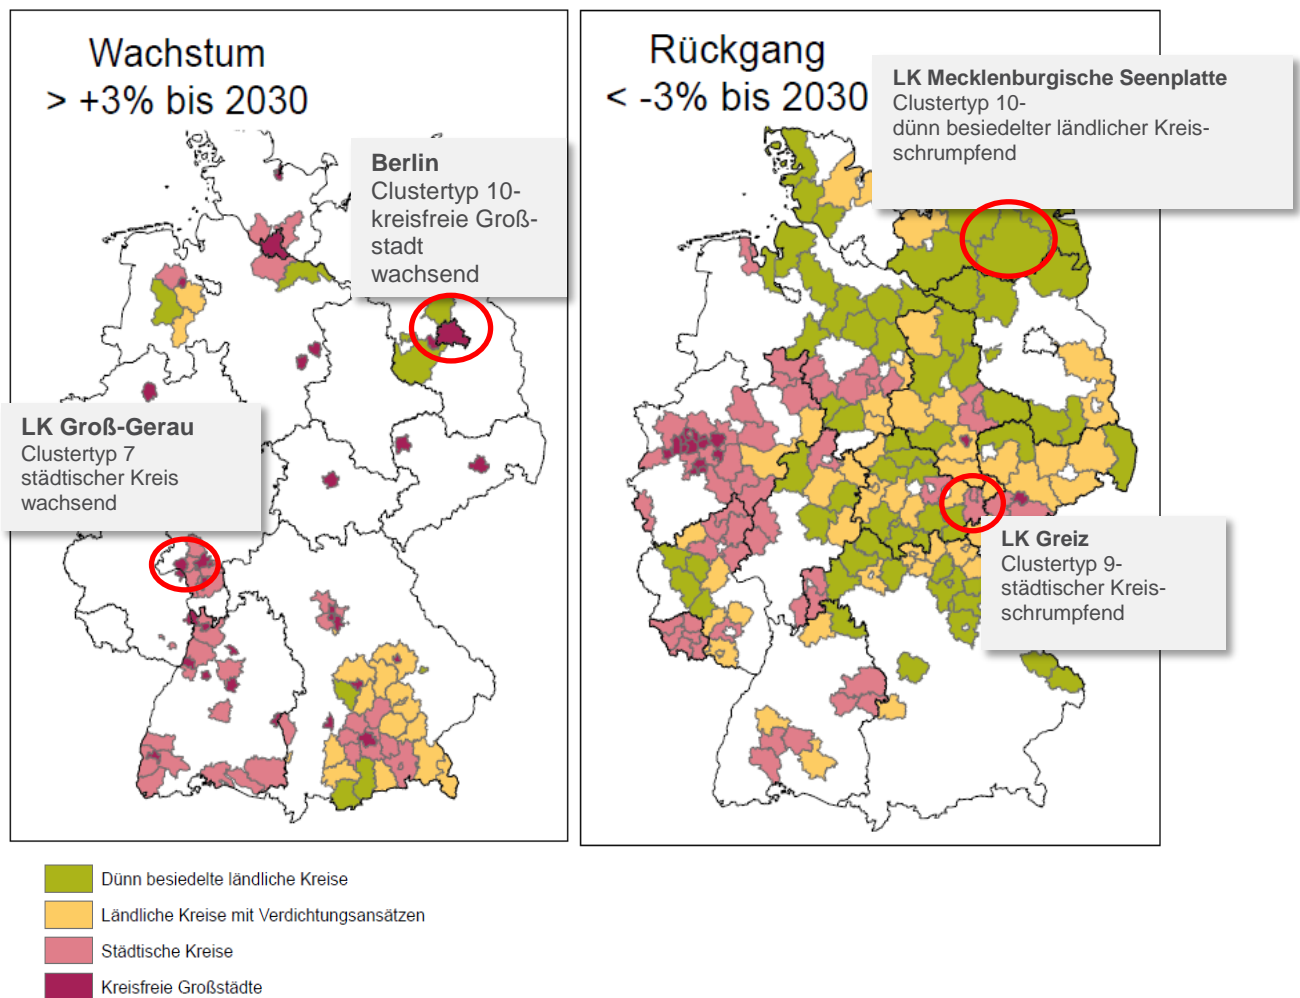 Wachstum
> +3% bis 2030
Berlin
Clustertyp 10-
kreisfreie Groß-
stadt
wachsend
LK Groß-Gerau
Clustertyp 7
städtischer Kreis
wachsend
Rückgang
< -3% bis 2030
LK Mecklenburgische Seenplatte
Clustertyp 10-
dünn besiedelter ländlicher Kreis-
schrumpfend
LK Greiz
Clustertyp 9-
städtischer Kreis-
schrumpfend
Dünn besiedelte ländliche Kreise
Ländliche Kreise mit Verdichtungsansätzen
Städtische Kreise
Kreisfreie Großstädte